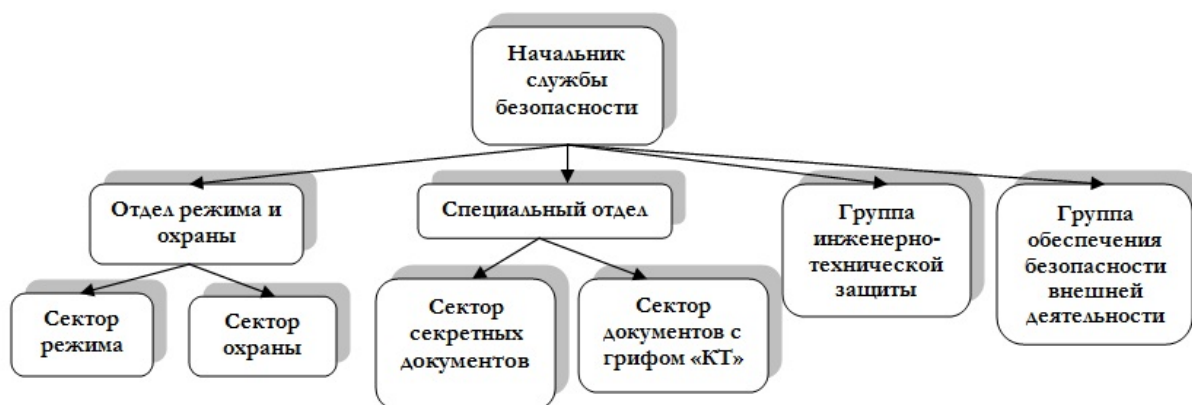 Начальник
службы
безопасности
Отдел режима и
охраны
Специальный отдел
Группа
инженерно-
технической
защиты
Группа
обеспечения
безопасности
внешней
деятельности
Сектор
режима
Сектор
охраны
Сектор
секретных
документов
Сектор
документов с
грифом «КТ»